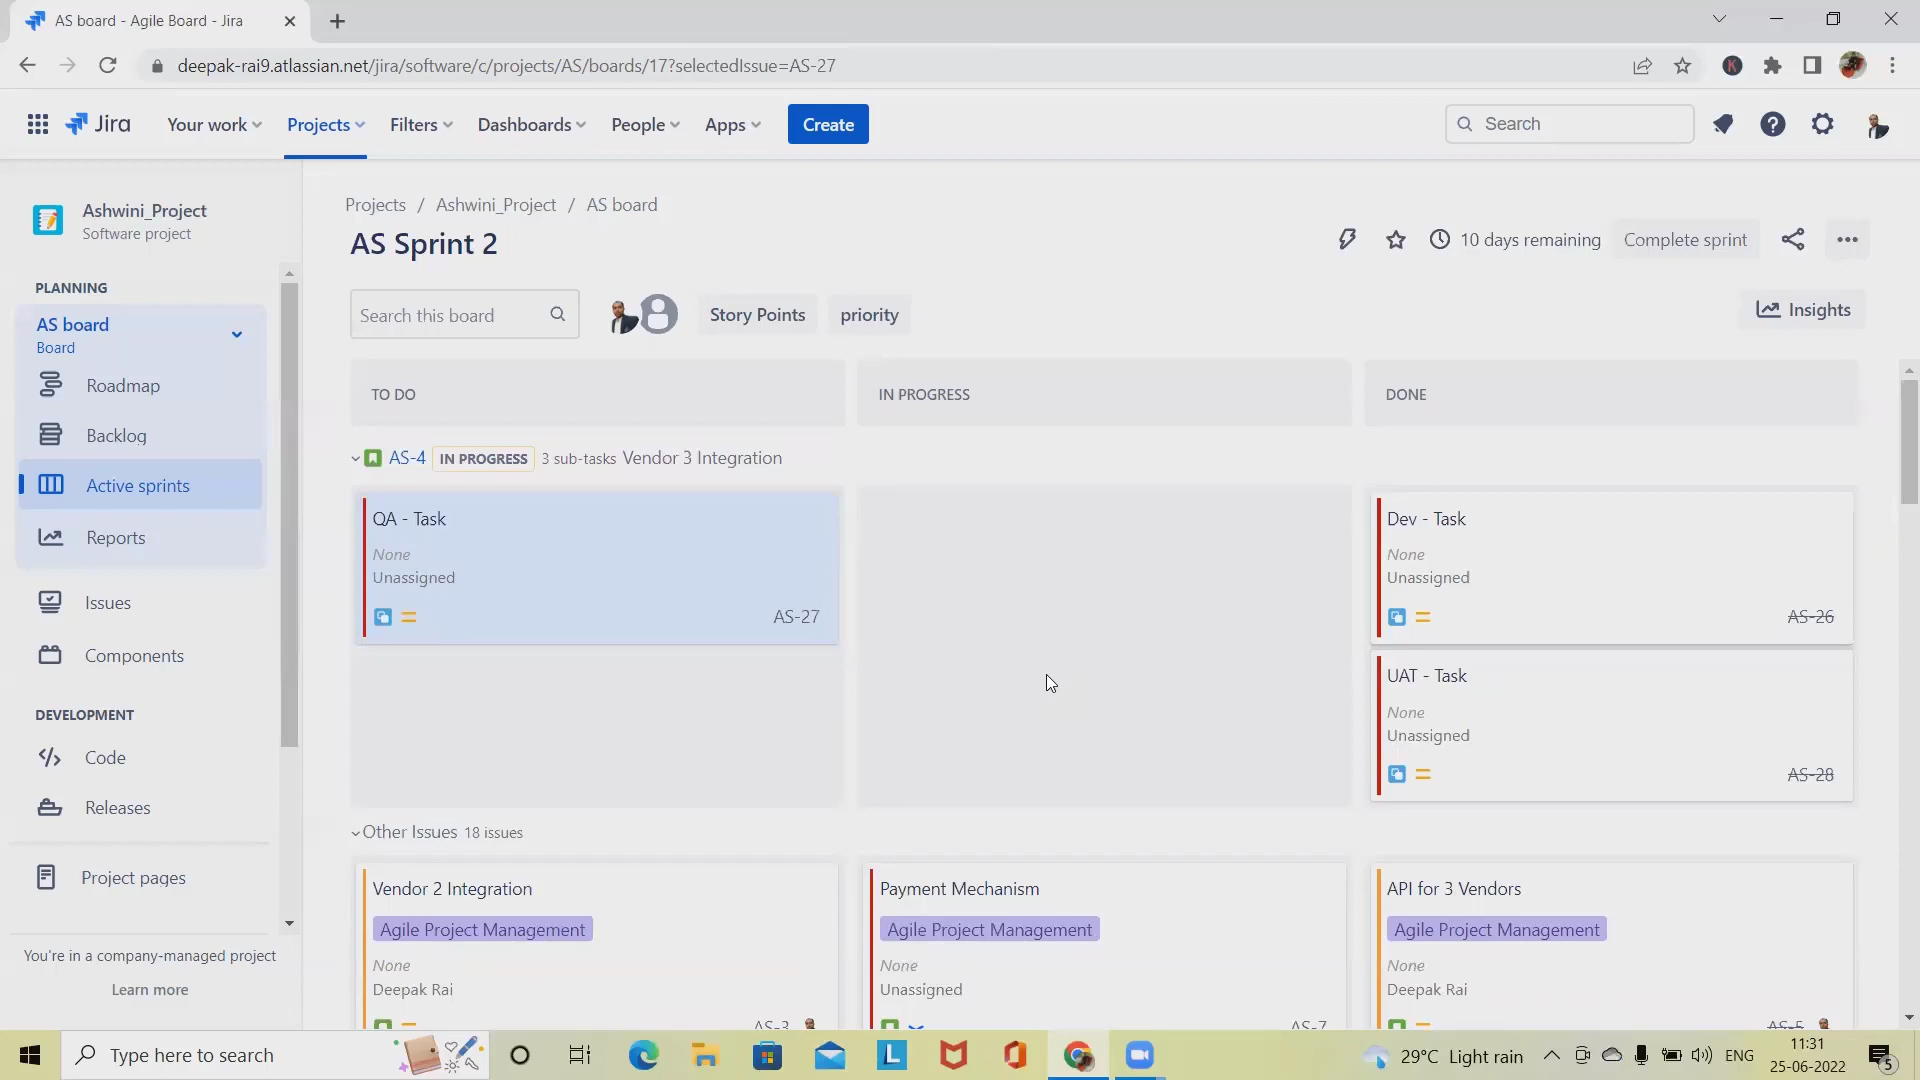 AS board - Agile Board - Jira
deepak-rai9.atlassian.net/jira/software/c/projects/AS/boards/17?selectedIssue=AS-27
Jira
Your work
Projects
Filters
Dashboards
People
Apps
Create
Search
Ashwini_Project
Software project
PLANNING
AS board
Board
Roadmap
Backlog
Active sprints
Reports
Issues
Components
DEVELOPMENT
Code
Releases
Project pages
You're in a company-managed project
Learn more
Projects / Ashwini_Project / AS board
AS Sprint 2
10 days remaining
Complete sprint
Search this board
Story Points
priority
Insights
TO DO
IN PROGRESS
DONE
AS-4 IN PROGRESS 3 sub-tasks Vendor 3 Integration
QA - Task
None
Unassigned
AS-27
Dev - Task
None
Unassigned
AS-26
UAT - Task
None
Unassigned
AS-28
Other Issues 18 issues
Vendor 2 Integration
Agile Project Management
None
Deepak Rai
AS-3
Payment Mechanism
Agile Project Management
None
Unassigned
AS-7
API for 3 Vendors
Agile Project Management
None
Deepak Rai
AS-5
Type here to search
29°C Light rain
ENG
11:31
25-06-2022
5